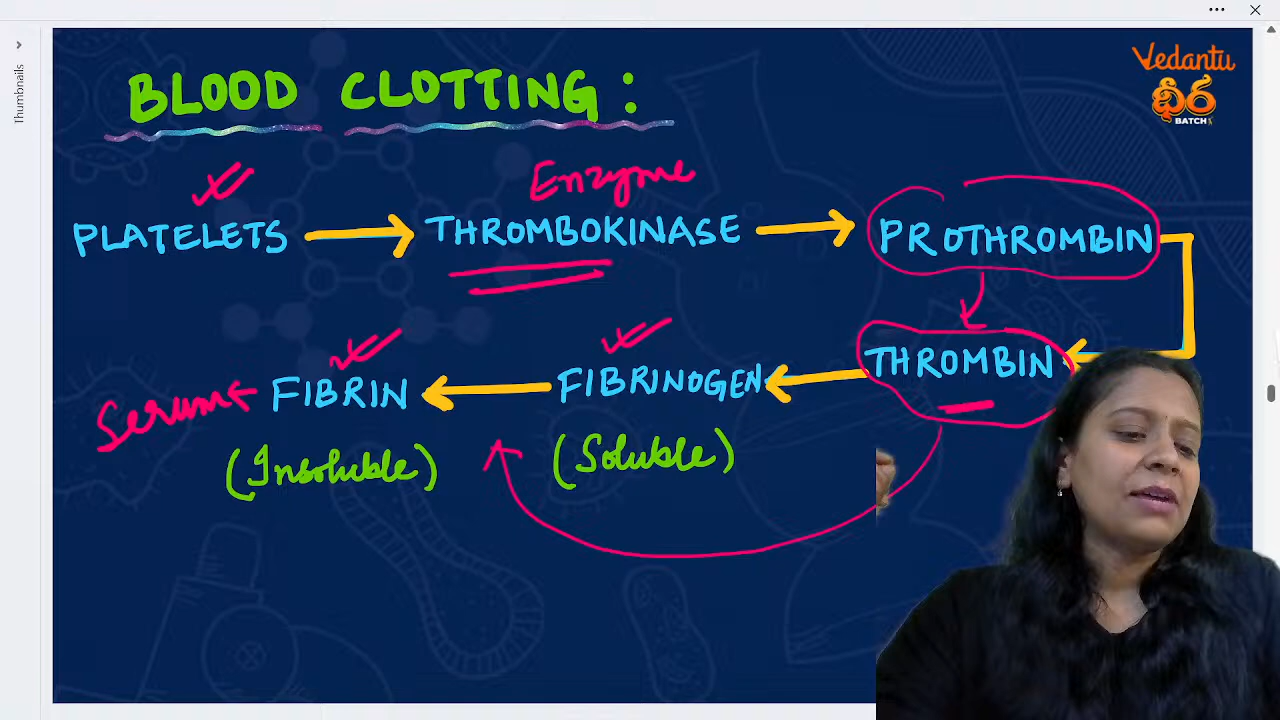 Thumbnails
Vedantu
ధీర
BATCH
BLOOD CLOTTING :
Enzyme
PLATELETS THROMBOKINASE PROTHROMBIN
Serum FIBRIN FIBRINOGEN THROMBIN
(Insoluble) (Soluble)